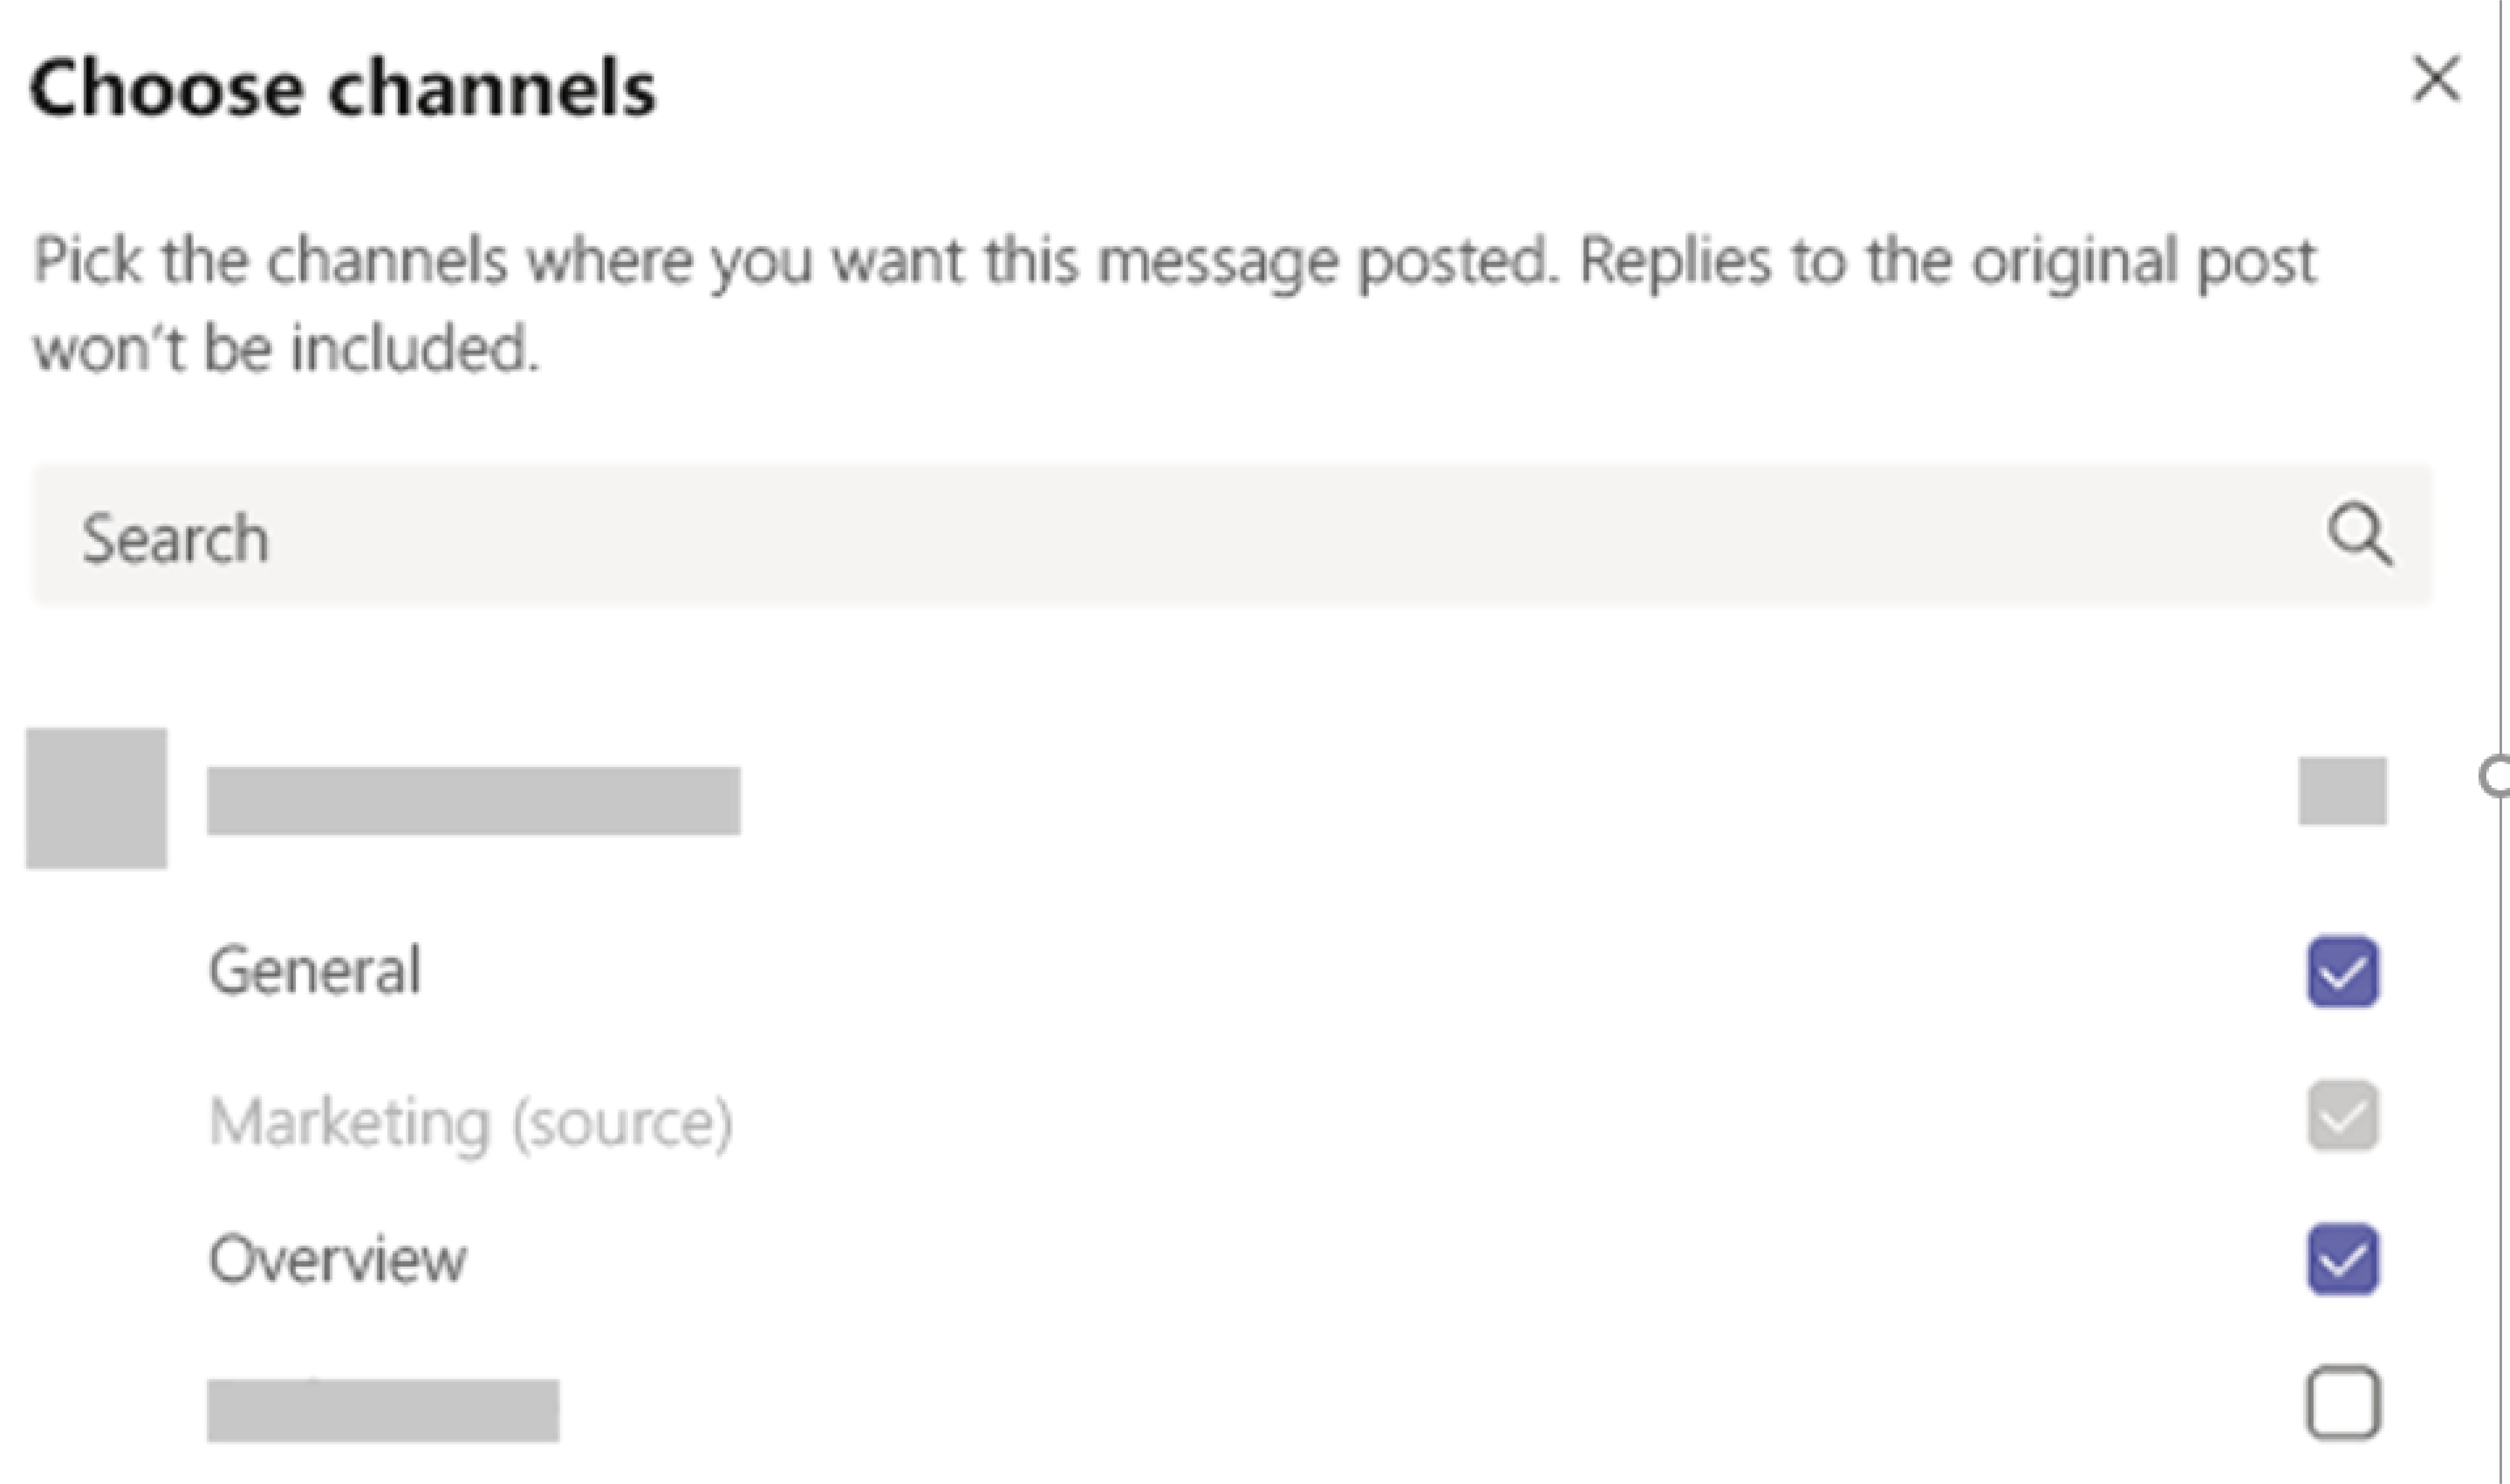 Choose channels
Pick the channels where you want this message posted. Replies to the original post
won't be included.
Search
General
Marketing (source)
Overview